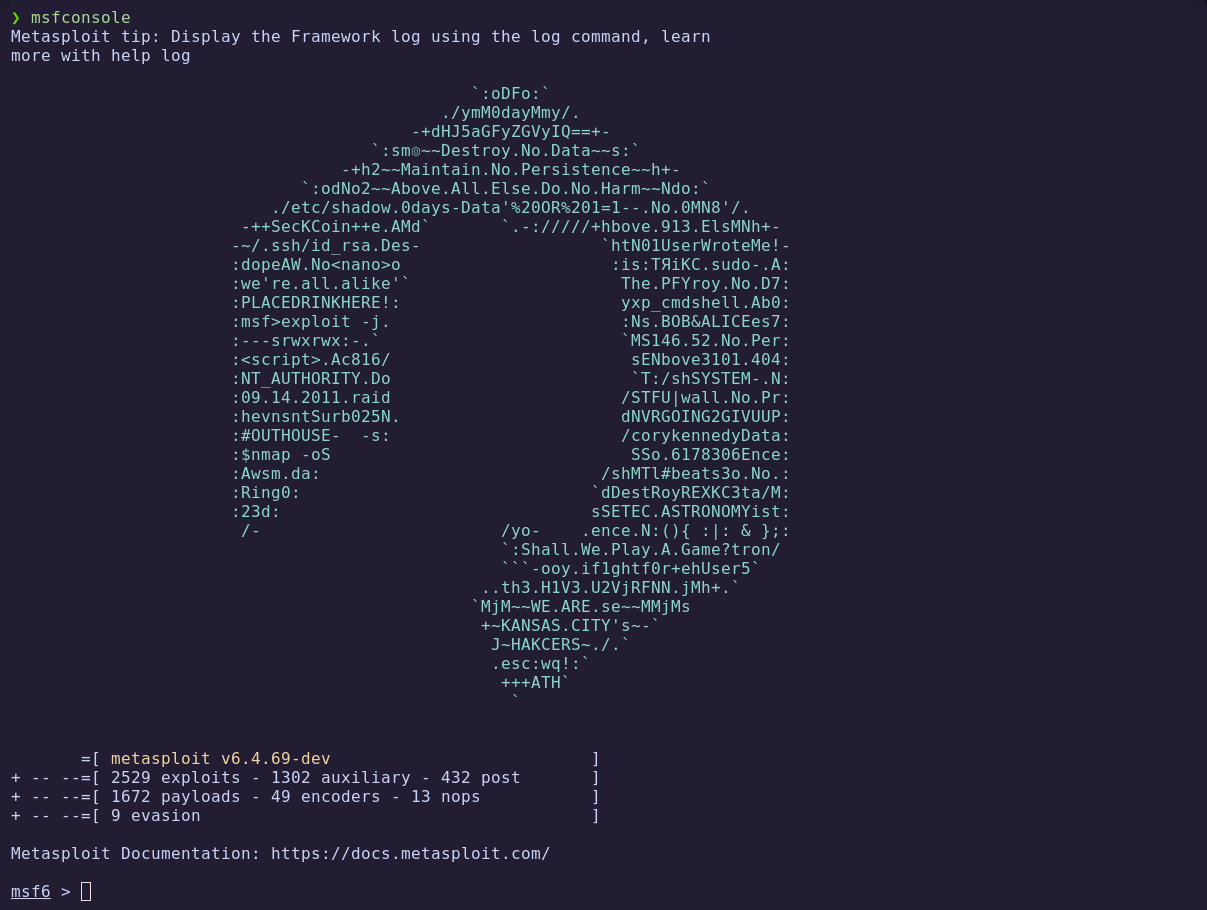 ❯ msfconsole
Metasploit tip: Display the Framework log using the log command, learn
more with help log
`:oDFo:`
./ymM0dayMmy/.
-+dHJ5aGFyZGVyIQ==+-
`:sm⦾~~Destroy.No.Data~~s:`
-+h2~~Maintain.No.Persistence~~h+-
`:odNo2~~Above.All.Else.Do.No.Harm~~Ndo:`
./etc/shadow.0days-Data'%20OR%201=1--.No.0MN8'/.
-++SecKCoin++e.AMd`       `.-://///+hbove.913.ElsMNh+-
-~/.ssh/id_rsa.Des-                  `htN01UserWroteMe!-
:dopeAW.No<nano>o                     :is:TЯiKC.sudo-.A:
:we're.all.alike'`                     The.PFYroy.No.D7:
:PLACEDRINKHERE!:                      yxp_cmdshell.Ab0:
:msf>exploit -j.                       :Ns.BOB&ALICEes7:
:---srwxrwx:-.`                        `MS146.52.No.Per:
:<script>.Ac816/                        sENbove3101.404:
:NT_AUTHORITY.Do                        `T:/shSYSTEM-.N:
:09.14.2011.raid                       /STFU|wall.No.Pr:
:hevnsntSurb025N.                      dNVRGOING2GIVUUP:
:#OUTHOUSE-  -s:                       /corykennedyData:
:$nmap -oS                              SSo.6178306Ence:
:Awsm.da:                            /shMTl#beats3o.No.:
:Ring0:                             `dDestRoyREXKC3ta/M:
:23d:                               sSETEC.ASTRONOMYist:
/-                        /yo-    .ence.N:(){ :|: & };:
`:Shall.We.Play.A.Game?tron/
```-ooy.if1ghtf0r+ehUser5`
..th3.H1V3.U2VjRFNN.jMh+.`
`MjM~~WE.ARE.se~~MMjMs
+~KANSAS.CITY's~-`
J~HAKCERS~./.`
.esc:wq!:`
+++ATH`
`
=[ metasploit v6.4.69-dev                          ]
+ -- --=[ 2529 exploits - 1302 auxiliary - 432 post       ]
+ -- --=[ 1672 payloads - 49 encoders - 13 nops           ]
+ -- --=[ 9 evasion                                       ]
Metasploit Documentation: https://docs.metasploit.com/
msf6 >